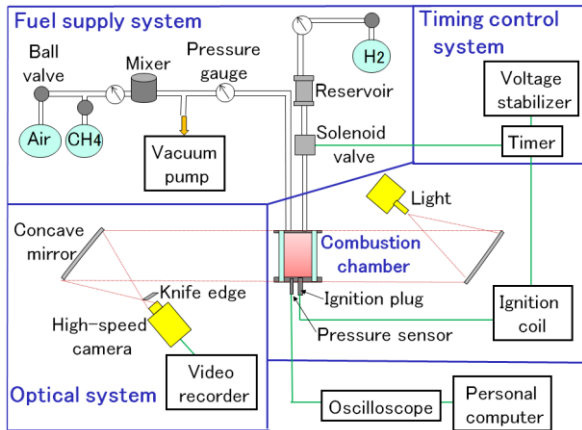 Fuel supply system
Timing control
system
Ball
valve
Mixer
Pressure
gauge
H2
Reservoir
Voltage
stabilizer
Air
CH4
Vacuum
pump
Solenoid
valve
Timer
Light
Concave
mirror
Combustion
chamber
Knife edge
Ignition plug
High-speed
camera
Pressure sensor
Ignition
coil
Video
recorder
Optical system
Oscilloscope
Personal
computer